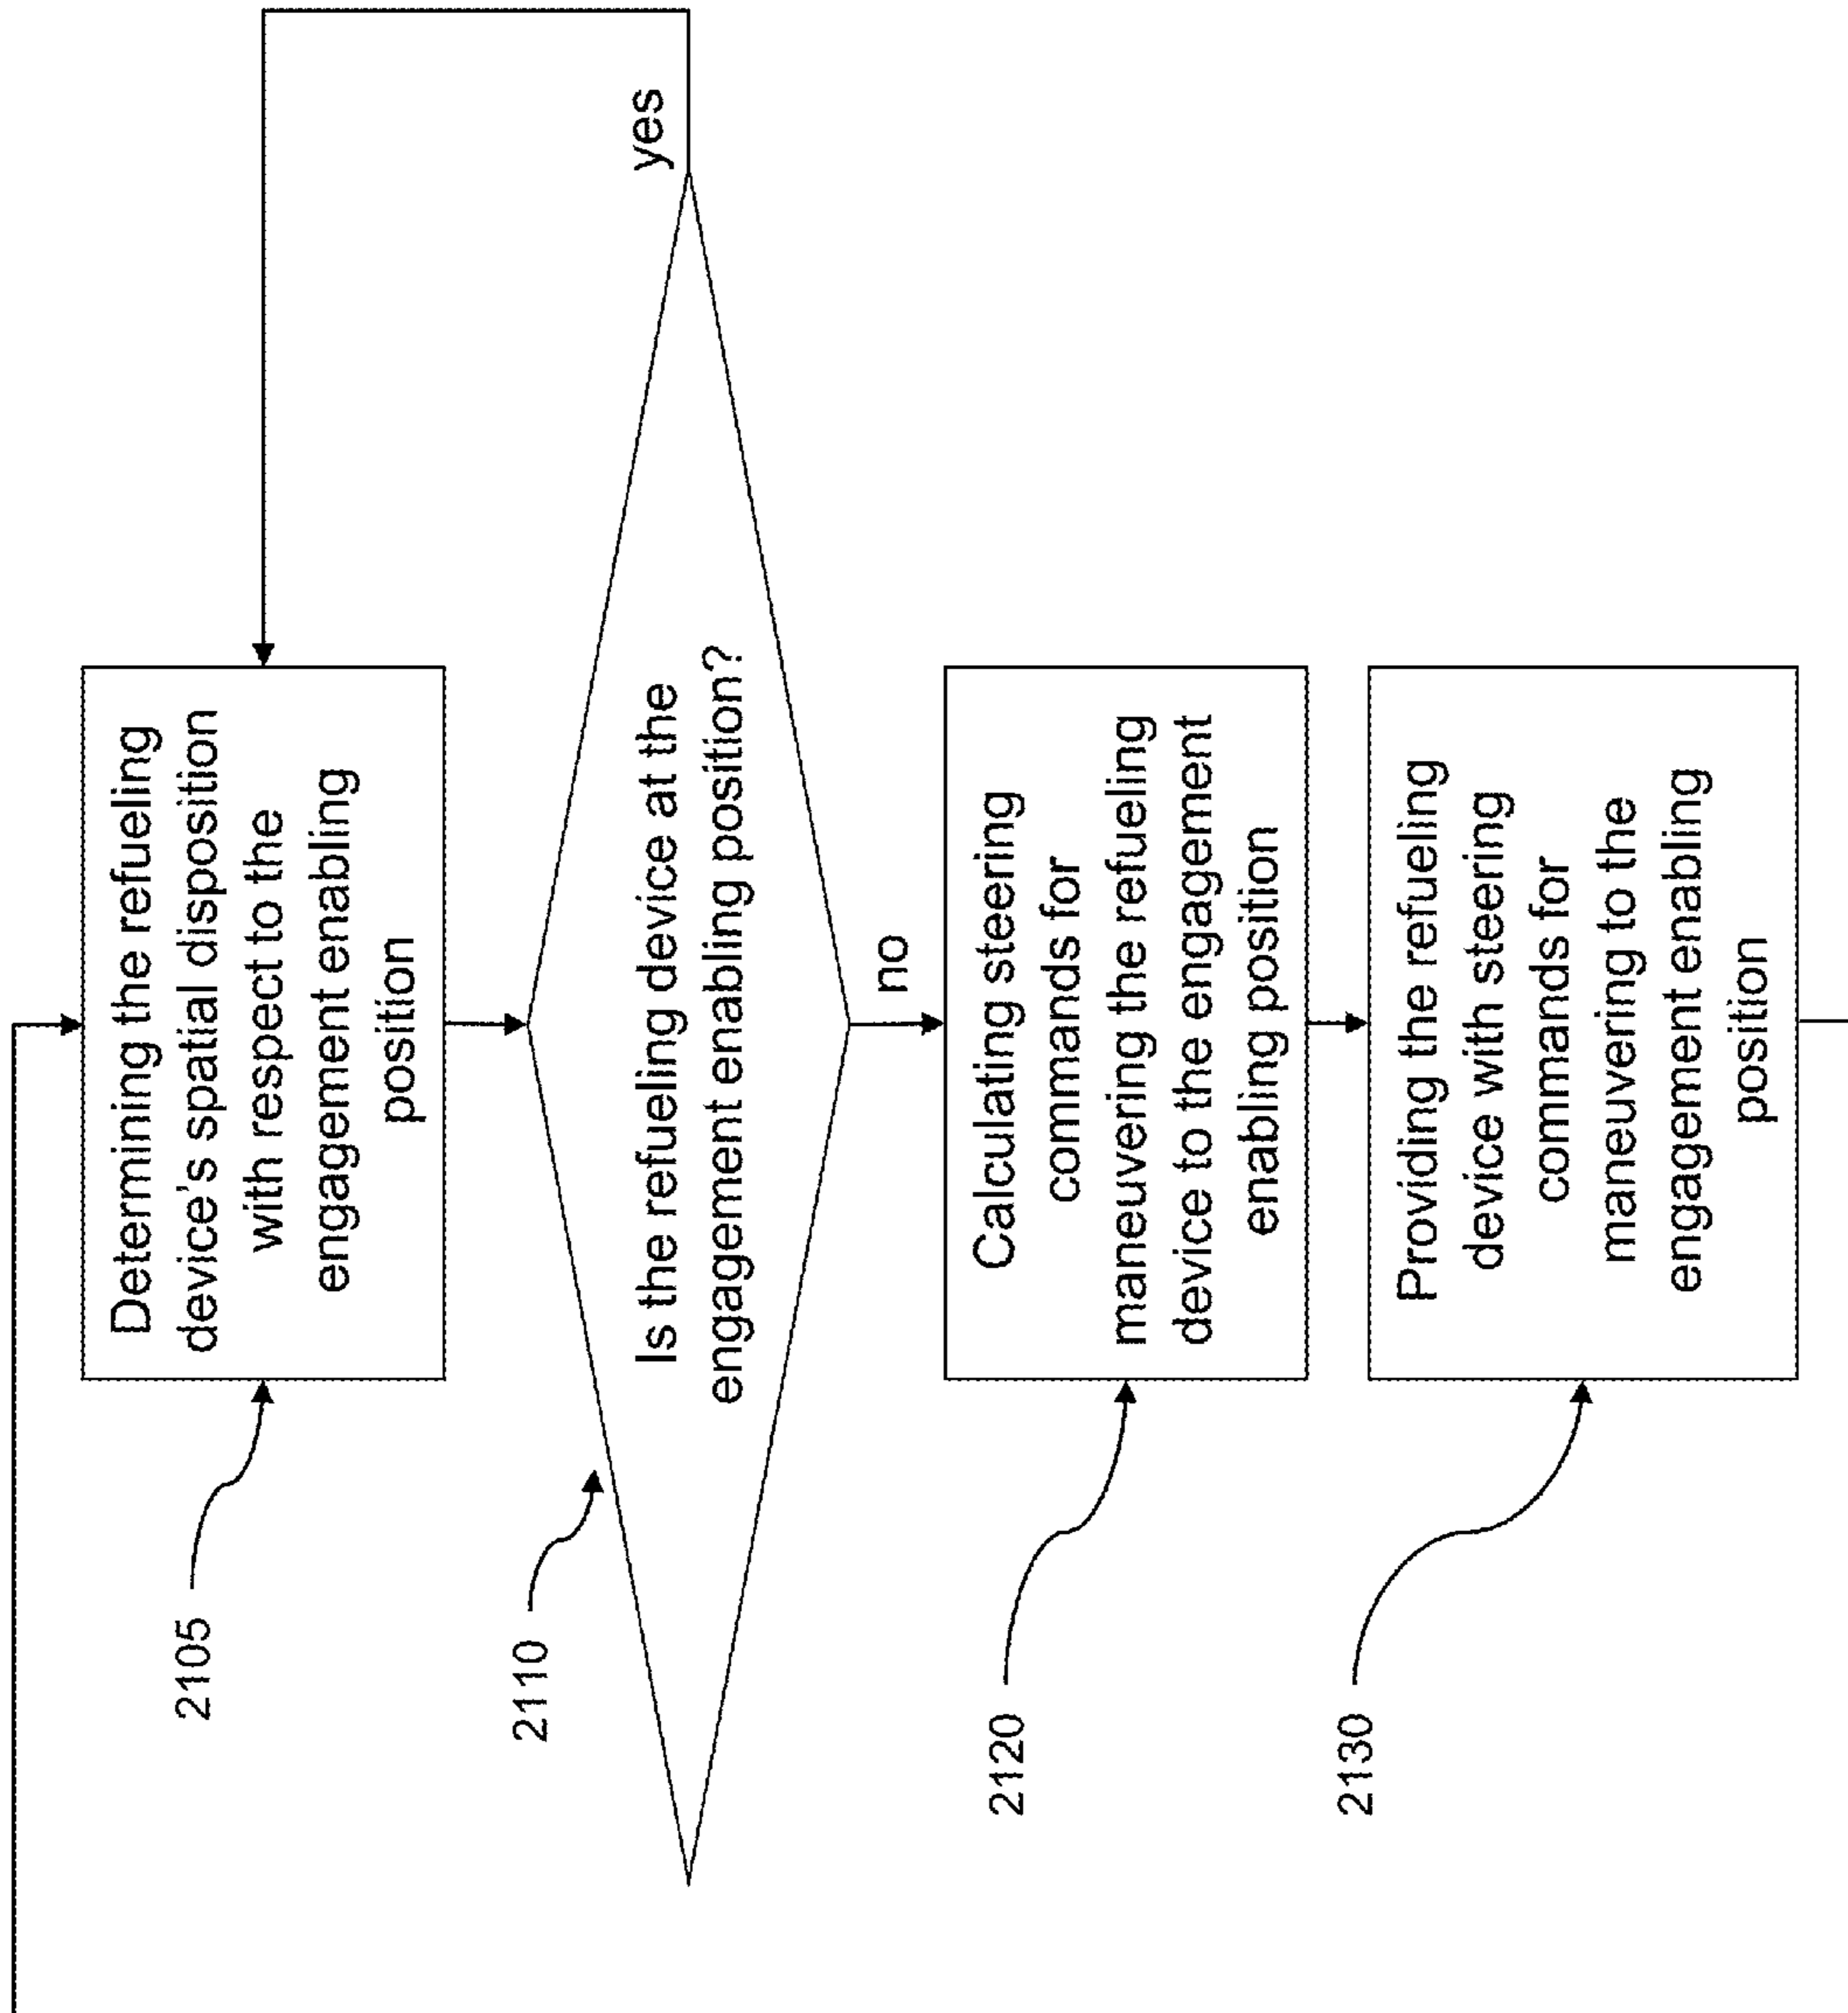 2105
Determining the refueling
device's spatial disposition
with respect to the
engagement enabling
position
2110
Is the refueling device at the
engagement enabling position?
yes
no
2120
Calculating steering
commands for
maneuvering the refueling
device to the engagement
enabling position
2130
Providing the refueling
device with steering
commands for
maneuvering to the
engagement enabling
position